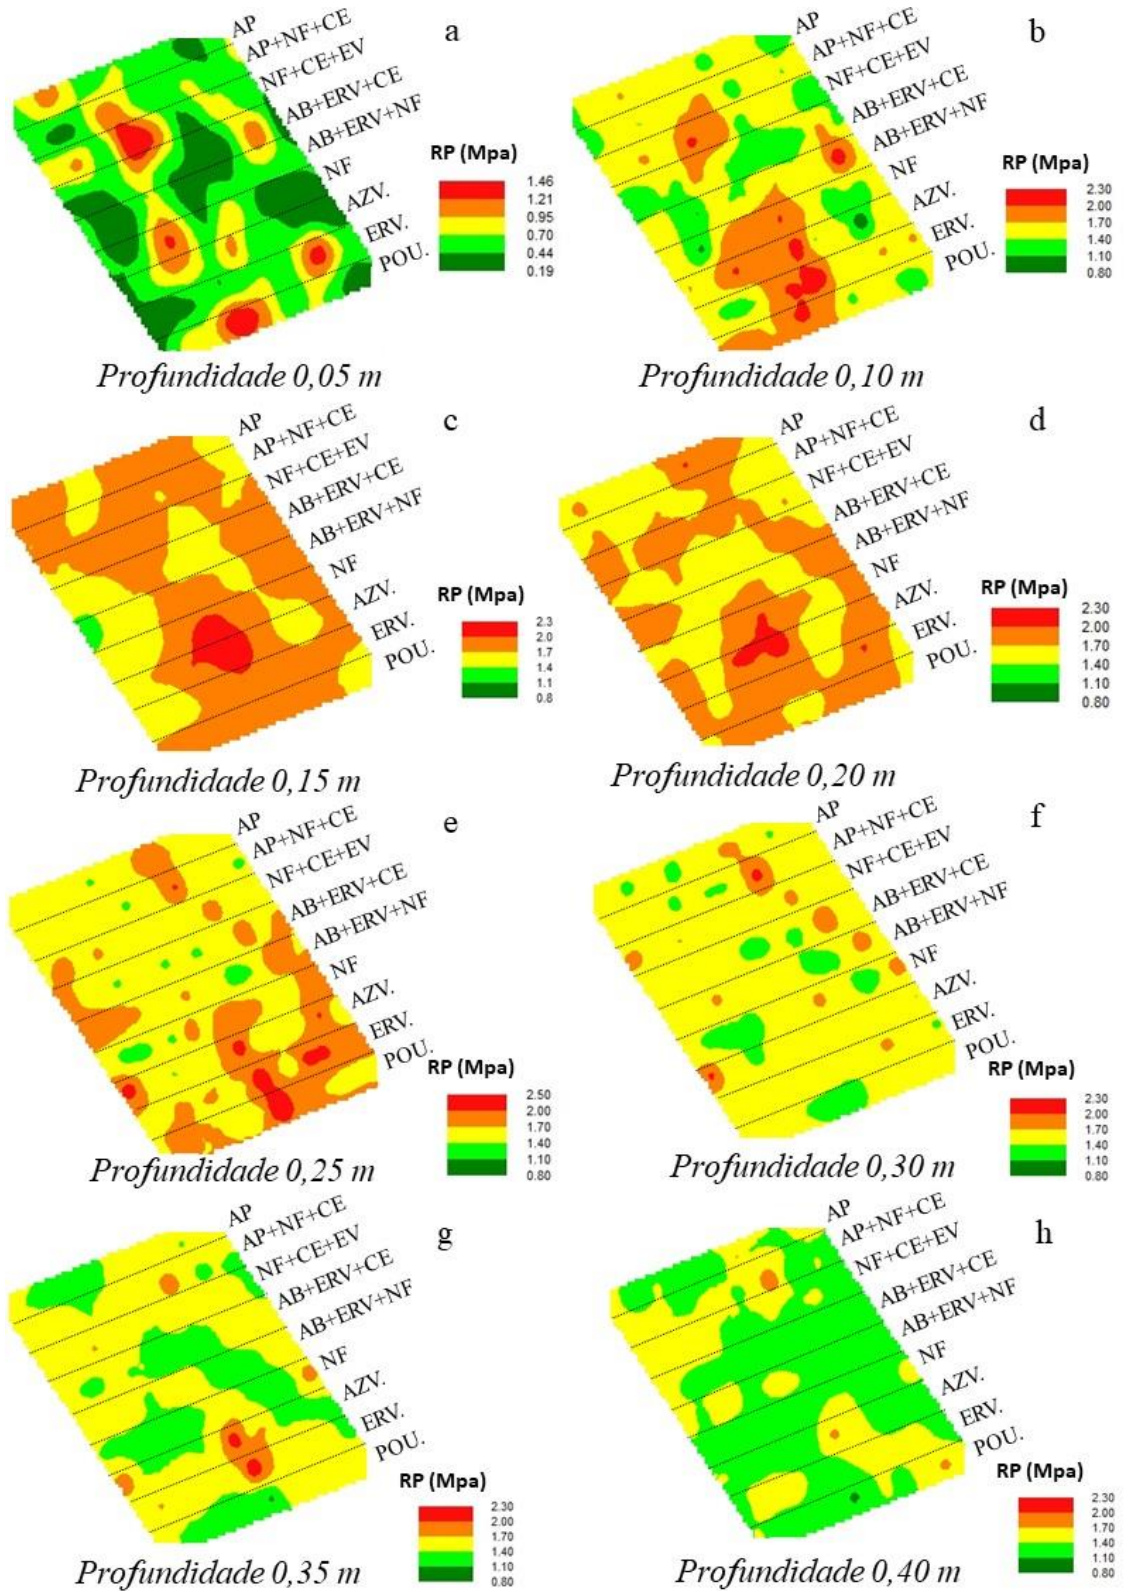 a
AP
AP+NF+CE
NF+CE+EV
AB+ERV+CE
AB+ERV+NF
NF
AZV.
ERV.
POU.
RP (Mpa)
1.46
1.21
0.95
0.70
0.44
0.19
Profundidade 0,05 m
b
AP
AP+NF+CE
NF+CE+EV
AB+ERV+CE
AB+ERV+NF
NF
AZV.
ERV.
POU.
RP (Mpa)
2.30
2.00
1.70
1.40
1.10
0.80
Profundidade 0,10 m
c
AP
AP+NF+CE
NF+CE+EV
AB+ERV+CE
AB+ERV+NF
NF
AZV.
ERV.
POU.
RP (Mpa)
2.3
2.0
1.7
1.4
1.1
0.8
Profundidade 0,15 m
d
AP
AP+NF+CE
NF+CE+EV
AB+ERV+CE
AB+ERV+NF
NF
AZV.
ERV.
POU.
RP (Mpa)
2.30
2.00
1.70
1.40
1.10
0.80
Profundidade 0,20 m
e
AP
AP+NF+CE
NF+CE+EV
AB+ERV+CE
AB+ERV+NF
NF
AZV.
ERV.
POU.
RP (Mpa)
2.50
2.00
1.70
1.40
1.10
0.80
Profundidade 0,25 m
f
AP
AP+NF+CE
NF+CE+EV
AB+ERV+CE
AB+ERV+NF
NF
AZV.
ERV.
POU.
RP (Mpa)
2.30
2.00
1.70
1.40
1.10
0.80
Profundidade 0,30 m
g
AP
AP+NF+CE
NF+CE+EV
AB+ERV+CE
AB+ERV+NF
NF
AZV.
ERV.
POU.
RP (Mpa)
2.30
2.00
1.70
1.40
1.10
0.80
Profundidade 0,35 m
h
AP
AP+NF+CE
NF+CE+EV
AB+ERV+CE
AB+ERV+NF
NF
AZV.
ERV.
POU.
RP (Mpa)
2.30
2.00
1.70
1.40
1.10
0.80
Profundidade 0,40 m